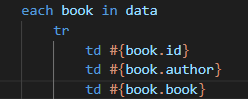 each book in data
tr
td #{book.id}
td #{book.author}
td #{book.book}